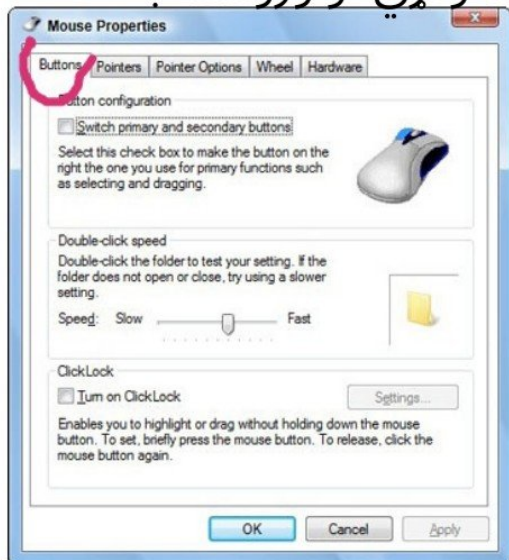 Mouse Properties
Buttons Pointers Pointer Options Wheel Hardware
Button configuration
Switch primary and secondary buttons
Select this check box to make the button on the
right the one you use for primary functions such
as selecting and dragging.
Double-click speed
Double-click the folder to test your setting. If the
folder does not open or close, try using a slower
setting.
Speed: Slow Fast
ClickLock
Turn on ClickLock
Settings...
Enables you to highlight or drag without holding down the mouse
button. To set, briefly press the mouse button. To release, click the
mouse button again.
OK Cancel Apply